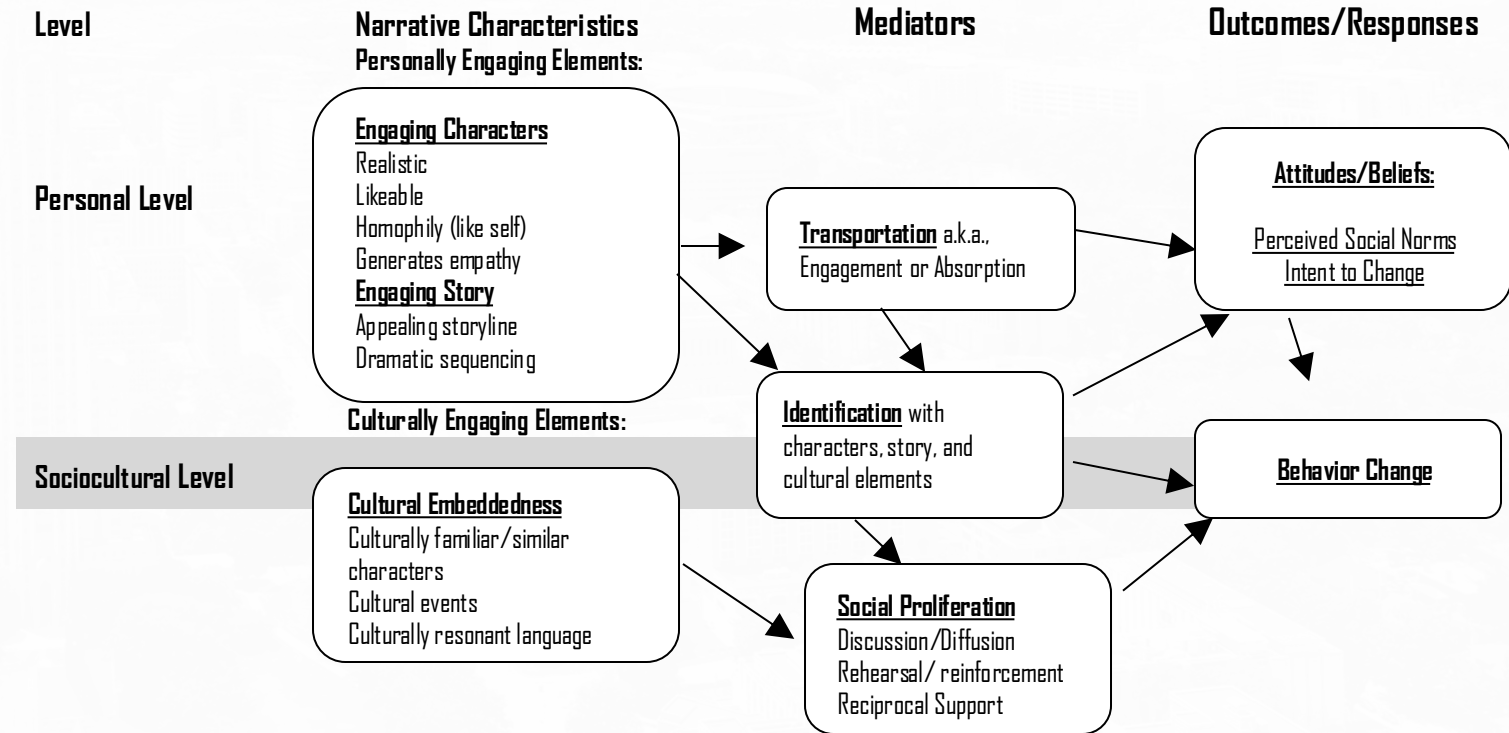 Level
Narrative Characteristics
Mediators
Outcomes/Responses
Personally Engaging Elements:
Personal Level
Engaging Characters
Realistic
Likeable
Homophily (like self)
Generates empathy
Engaging Story
Appealing storyline
Dramatic sequencing
Transportation a.k.a.,
Engagement or Absorption
Attitudes/Beliefs:
Perceived Social Norms
Intent to Change
Culturally Engaging Elements:
Identification with
characters, story, and
cultural elements
Behavior Change
Sociocultural Level
Cultural Embeddedness
Culturally familiar/similar
characters
Cultural events
Culturally resonant language
Social Proliferation
Discussion/Diffusion
Rehearsal/ reinforcement
Reciprocal Support